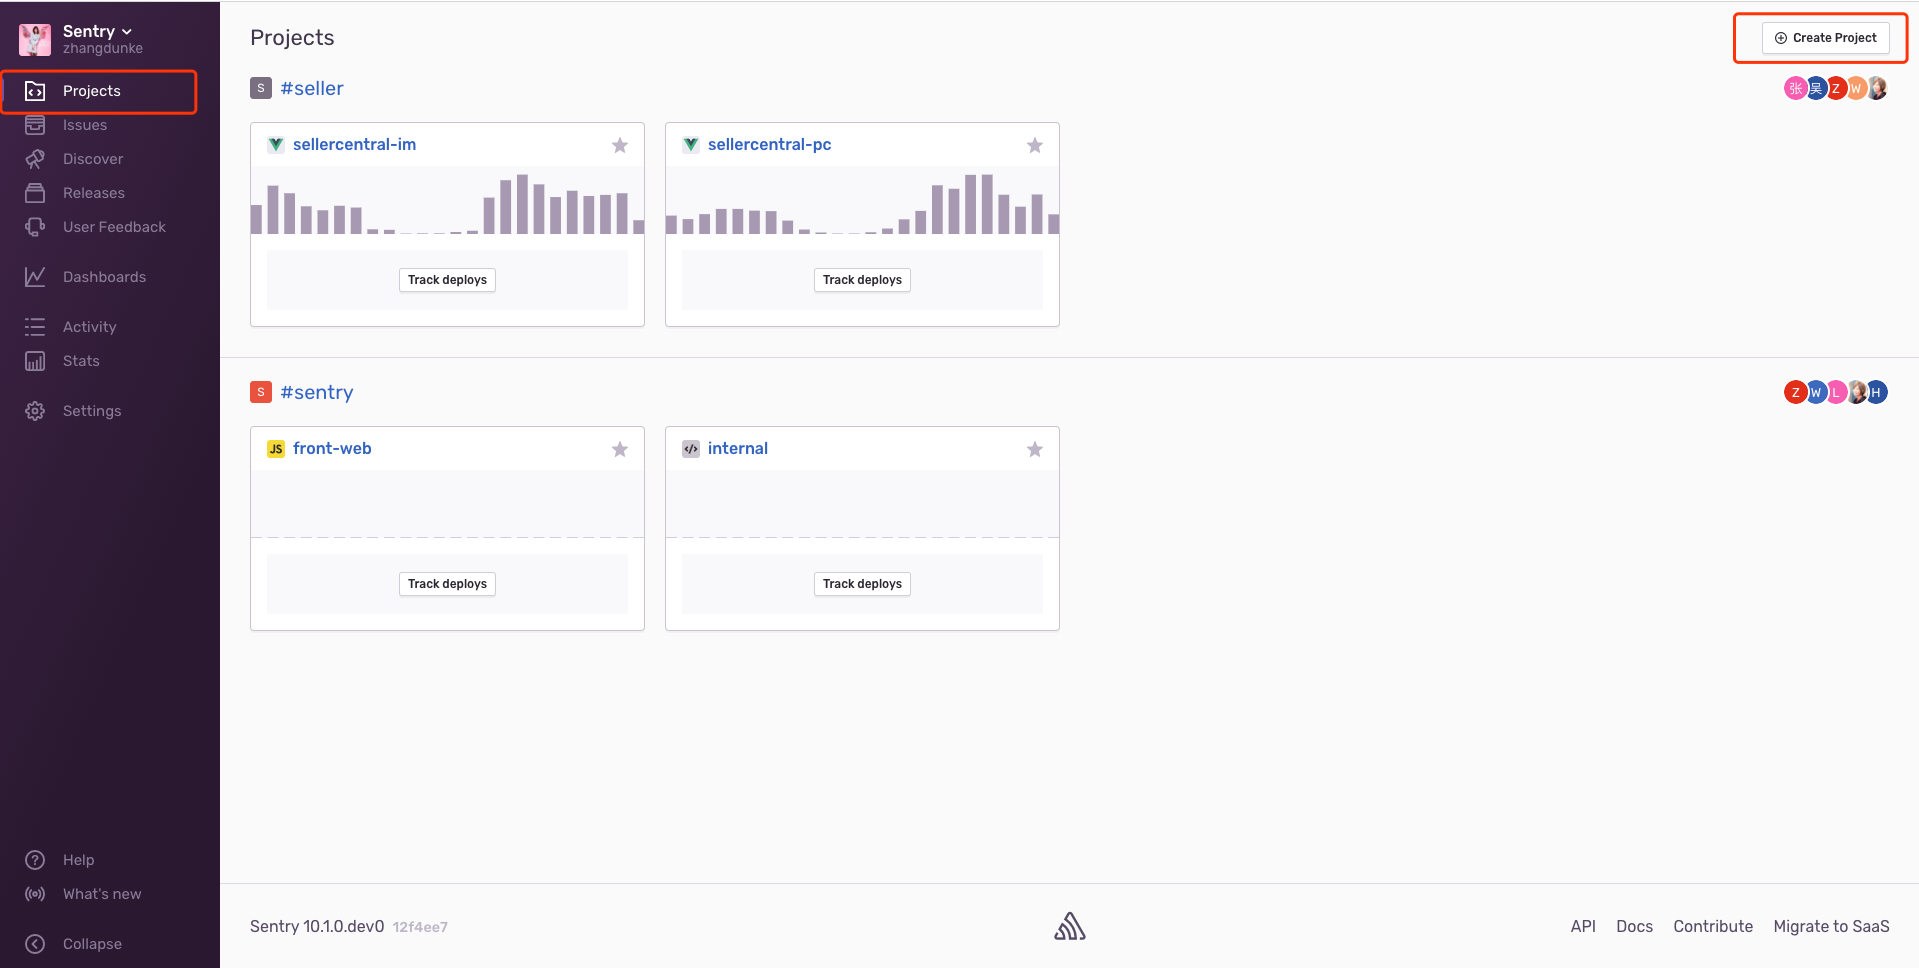 Sentry
zhangdunke
Projects
Issues
Discover
Releases
User Feedback
Dashboards
Activity
Stats
Settings
Help
What's new
Collapse
Projects
Create Project
S #seller
张 吴 Z W
sellercentral-im
Track deploys
sellercentral-pc
Track deploys
S #sentry
Z W L H
JS front-web
Track deploys
</> internal
Track deploys
Sentry 10.1.0.dev0 12f4ee7
API Docs Contribute Migrate to SaaS